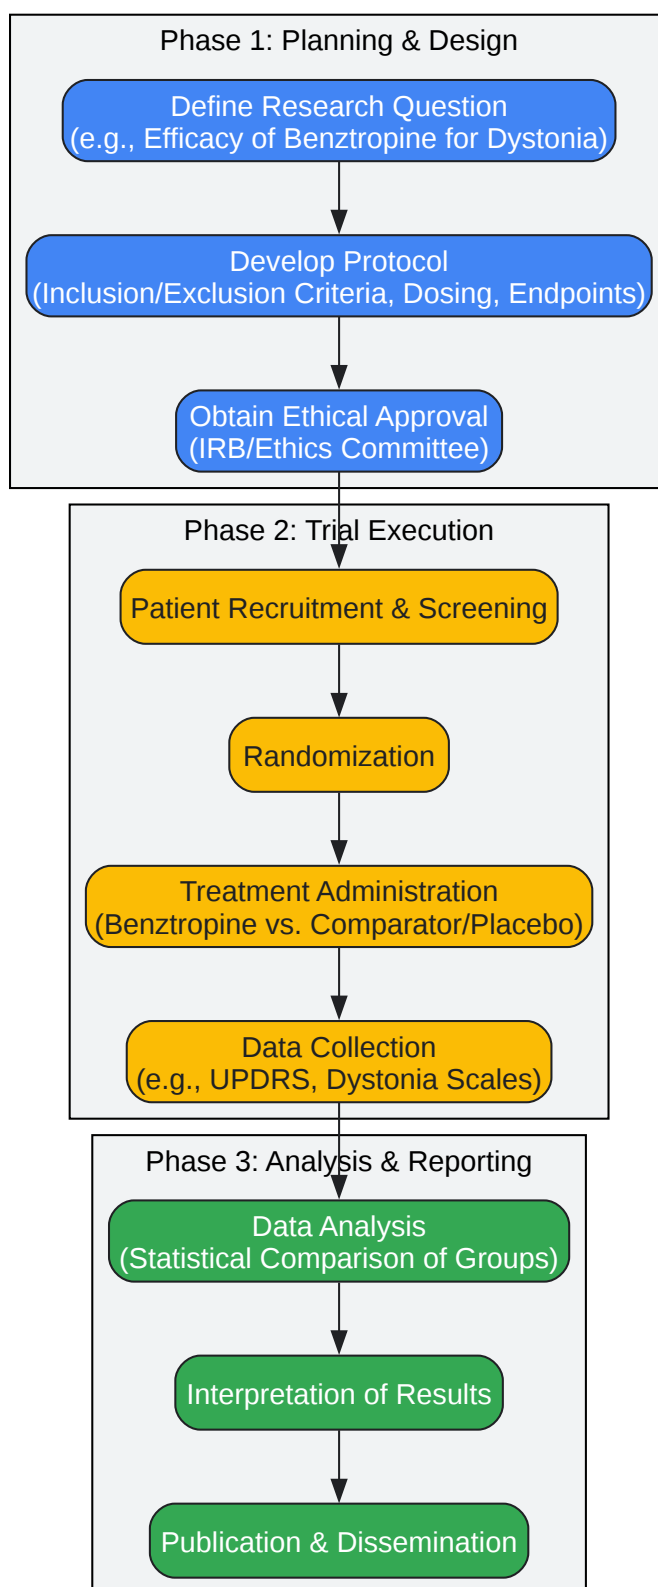 Phase 1: Planning & Design
Define Research Question
(e.g., Efficacy of Benztropine for Dystonia)
Develop Protocol
(Inclusion/Exclusion Criteria, Dosing, Endpoints)
Obtain Ethical Approval
(IRB/Ethics Committee)
Phase 2: Trial Execution
Patient Recruitment & Screening
Randomization
Treatment Administration
(Benztropine vs. Comparator/Placebo)
Data Collection
(e.g., UPDRS, Dystonia Scales)
Phase 3: Analysis & Reporting
Data Analysis
(Statistical Comparison of Groups)
Interpretation of Results
Publication & Dissemination